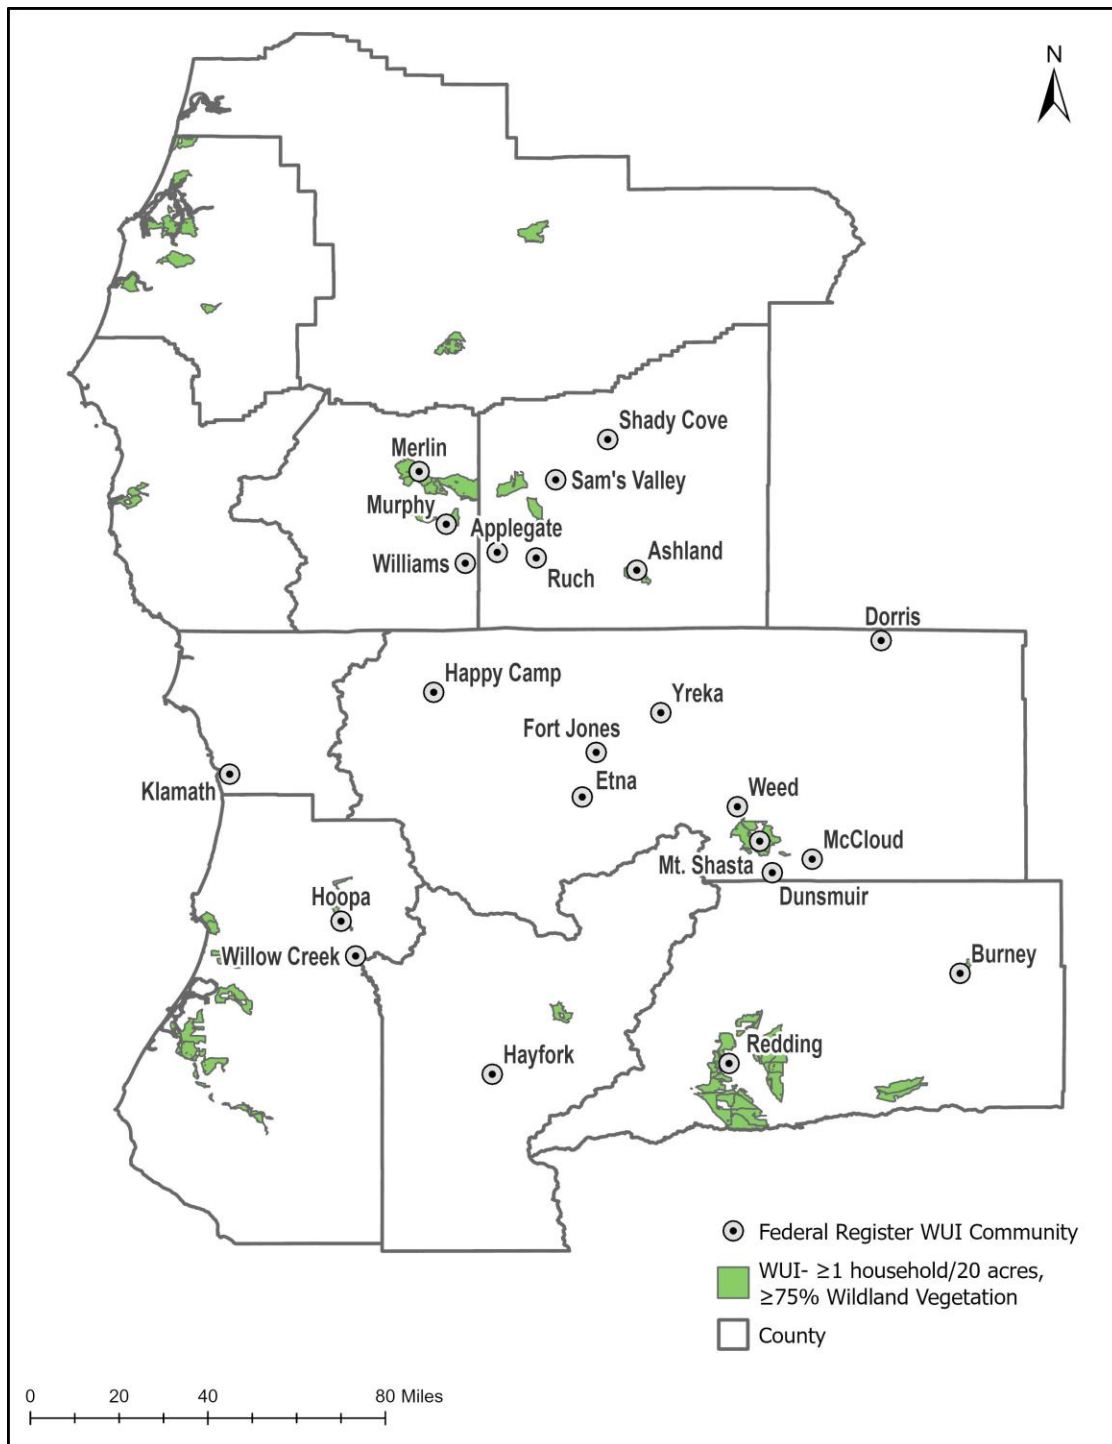 N
Shady Cove
Merlin
Sam's Valley
Murphy
Applegate
Williams
Ruch
Ashland
Dorris
Happy Camp
Yreka
Fort Jones
Etna
Klamath
Weed
McCloud
Mt. Shasta
Dunsmuir
Hoopa
Willow Creek
Burney
Redding
Hayfork
Federal Register WUI Community
WUI- ≥1 household/20 acres,
≥75% Wildland Vegetation
County
0 20 40 80 Miles